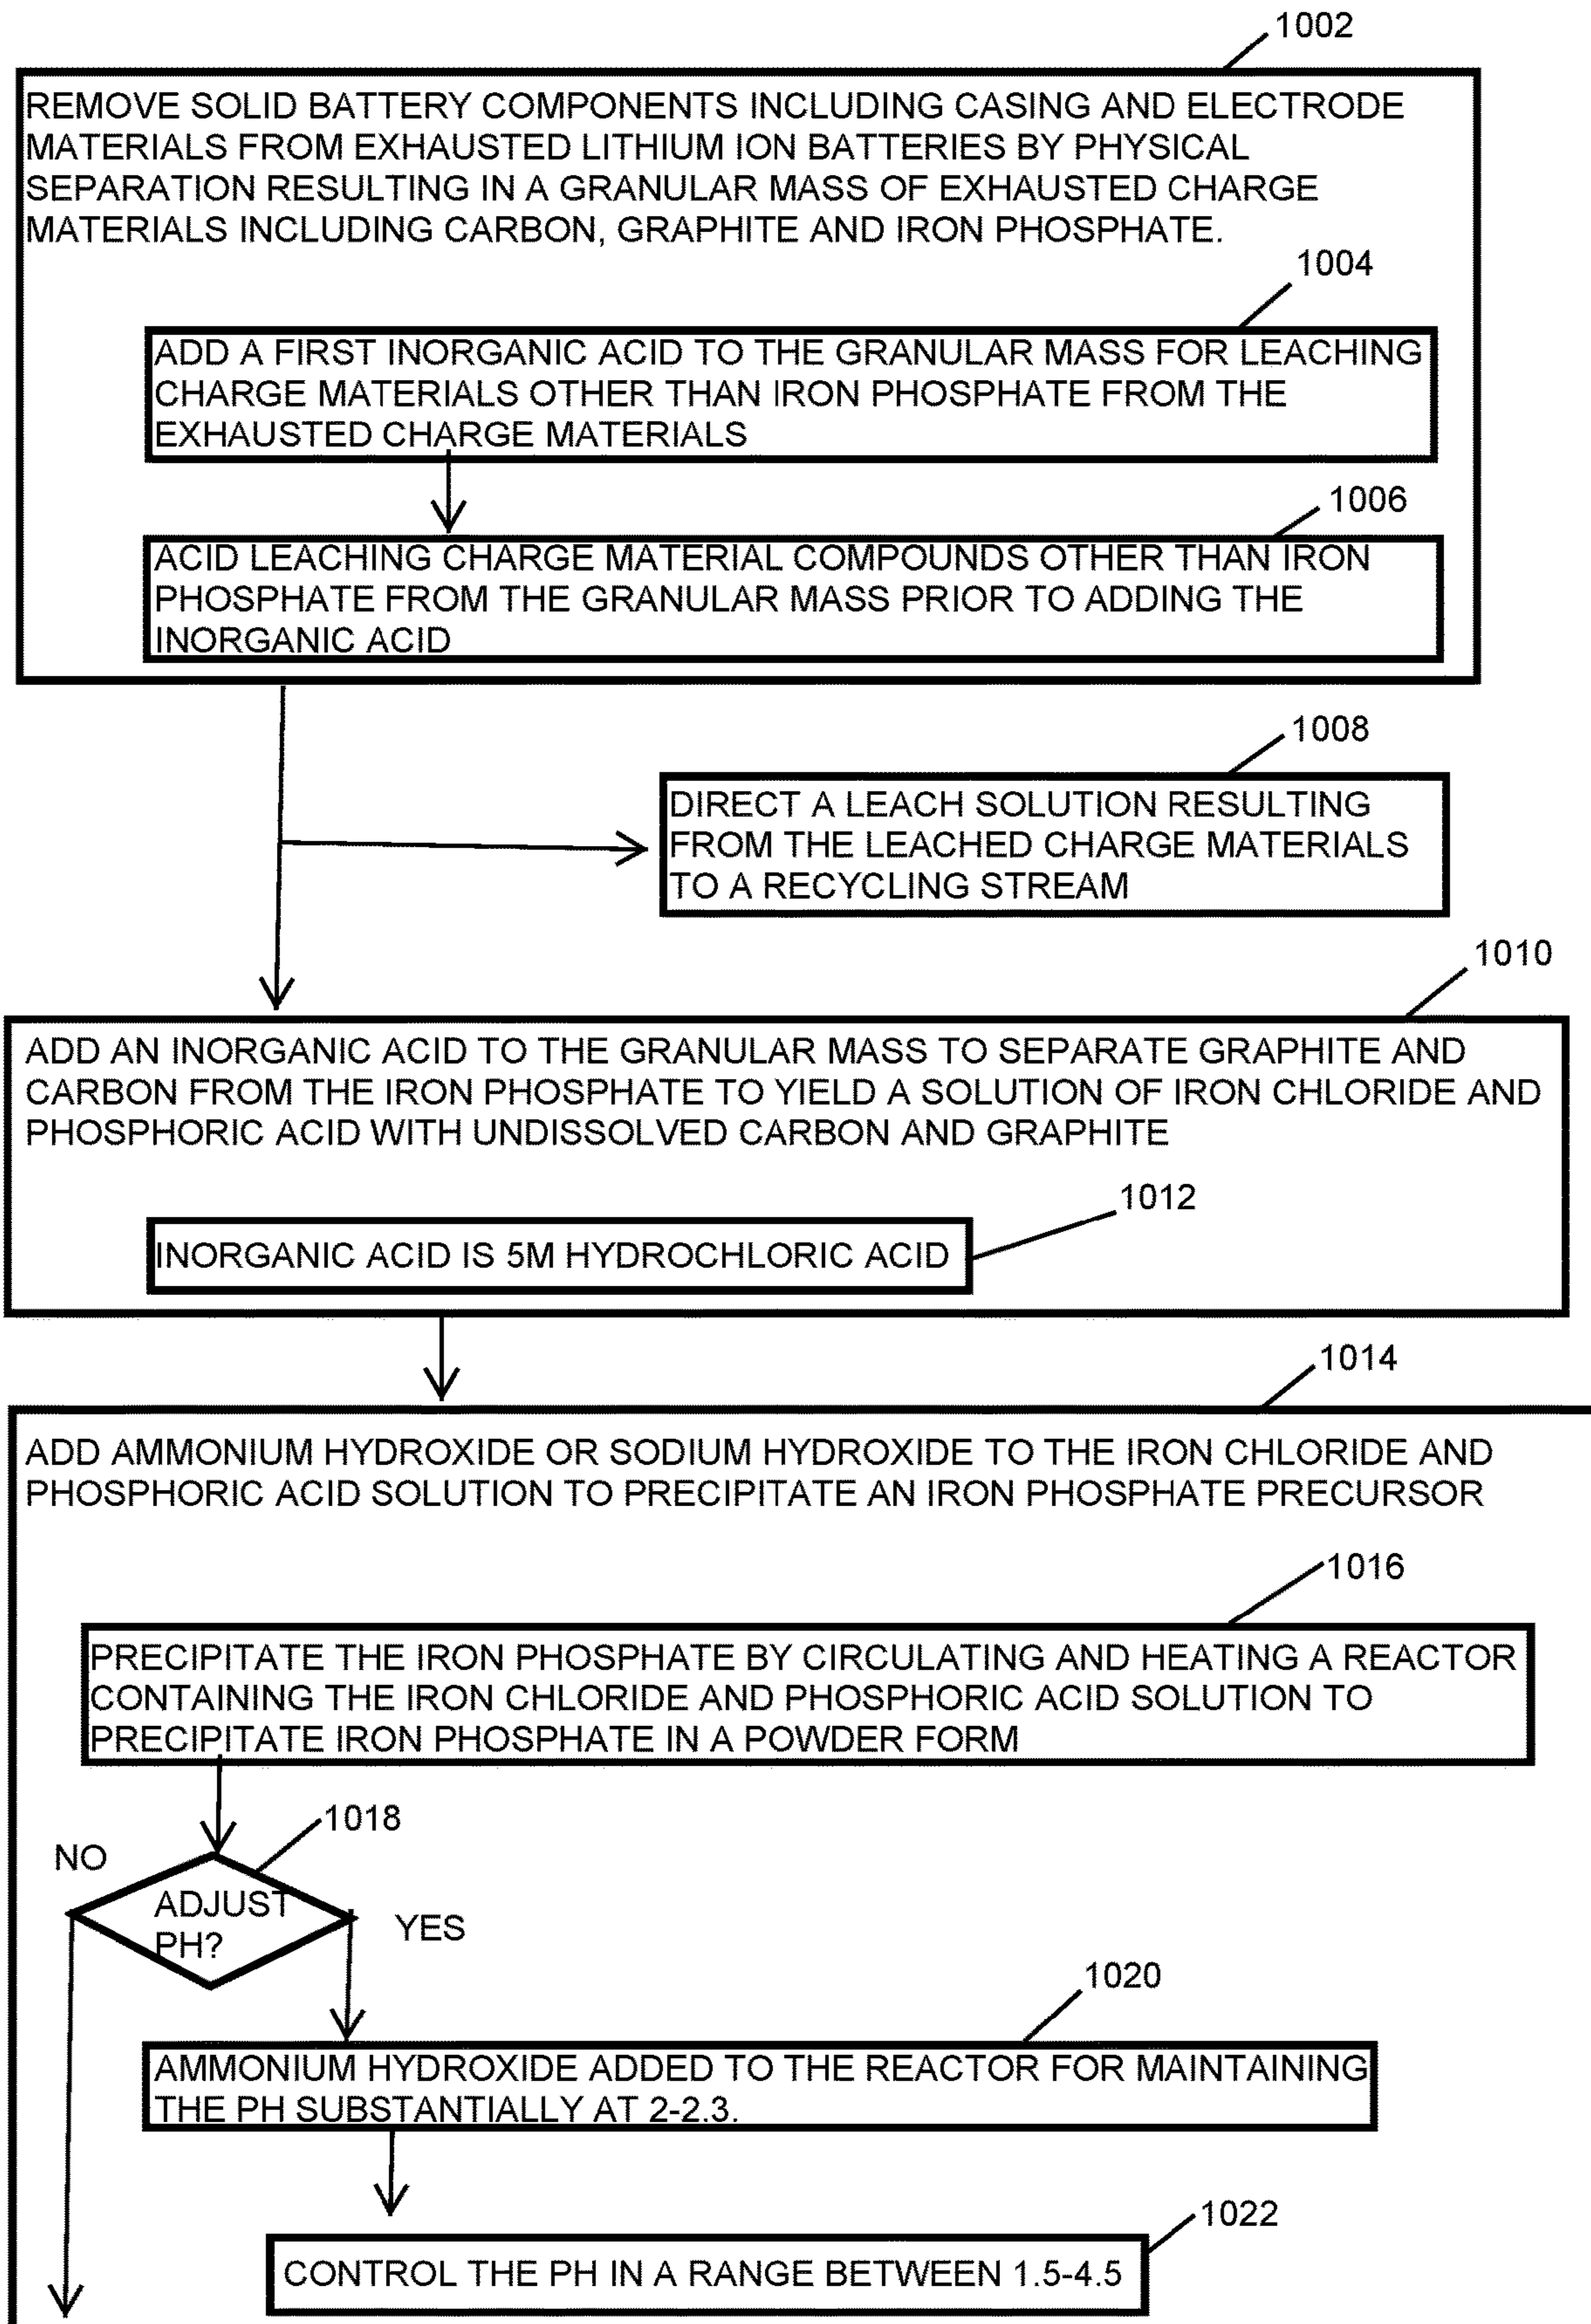 1002
REMOVE SOLID BATTERY COMPONENTS INCLUDING CASING AND ELECTRODE
MATERIALS FROM EXHAUSTED LITHIUM ION BATTERIES BY PHYSICAL
SEPARATION RESULTING IN A GRANULAR MASS OF EXHAUSTED CHARGE
MATERIALS INCLUDING CARBON, GRAPHITE AND IRON PHOSPHATE.
1004
ADD A FIRST INORGANIC ACID TO THE GRANULAR MASS FOR LEACHING
CHARGE MATERIALS OTHER THAN IRON PHOSPHATE FROM THE
EXHAUSTED CHARGE MATERIALS
1006
ACID LEACHING CHARGE MATERIAL COMPOUNDS OTHER THAN IRON
PHOSPHATE FROM THE GRANULAR MASS PRIOR TO ADDING THE
INORGANIC ACID
1008
DIRECT A LEACH SOLUTION RESULTING
FROM THE LEACHED CHARGE MATERIALS
TO A RECYCLING STREAM
1010
ADD AN INORGANIC ACID TO THE GRANULAR MASS TO SEPARATE GRAPHITE AND
CARBON FROM THE IRON PHOSPHATE TO YIELD A SOLUTION OF IRON CHLORIDE AND
PHOSPHORIC ACID WITH UNDISSOLVED CARBON AND GRAPHITE
1012
INORGANIC ACID IS 5M HYDROCHLORIC ACID
1014
ADD AMMONIUM HYDROXIDE OR SODIUM HYDROXIDE TO THE IRON CHLORIDE AND
PHOSPHORIC ACID SOLUTION TO PRECIPITATE AN IRON PHOSPHATE PRECURSOR
1016
PRECIPITATE THE IRON PHOSPHATE BY CIRCULATING AND HEATING A REACTOR
CONTAINING THE IRON CHLORIDE AND PHOSPHORIC ACID SOLUTION TO
PRECIPITATE IRON PHOSPHATE IN A POWDER FORM
1018
NO
ADJUST
PH?
YES
1020
AMMONIUM HYDROXIDE ADDED TO THE REACTOR FOR MAINTAINING
THE PH SUBSTANTIALLY AT 2-2.3.
1022
CONTROL THE PH IN A RANGE BETWEEN 1.5-4.5